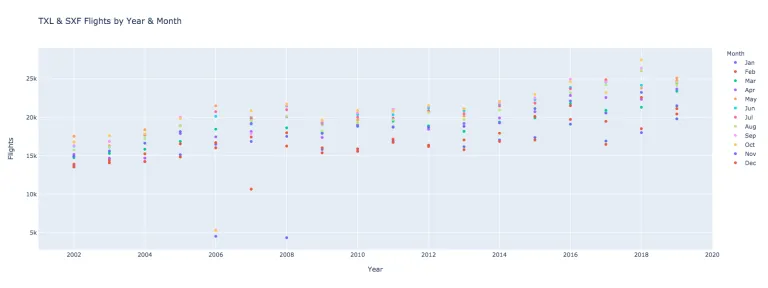 TXL & SXF Flights by Year & Month
Month
Jan
Feb
Mar
Apr
May
Jun
Jul
Aug
Sep
Oct
Nov
Dec
Flights
25k
20k
15k
10k
5k
2002 2004 2006 2008 2010 2012 2014 2016 2018 2020
Year